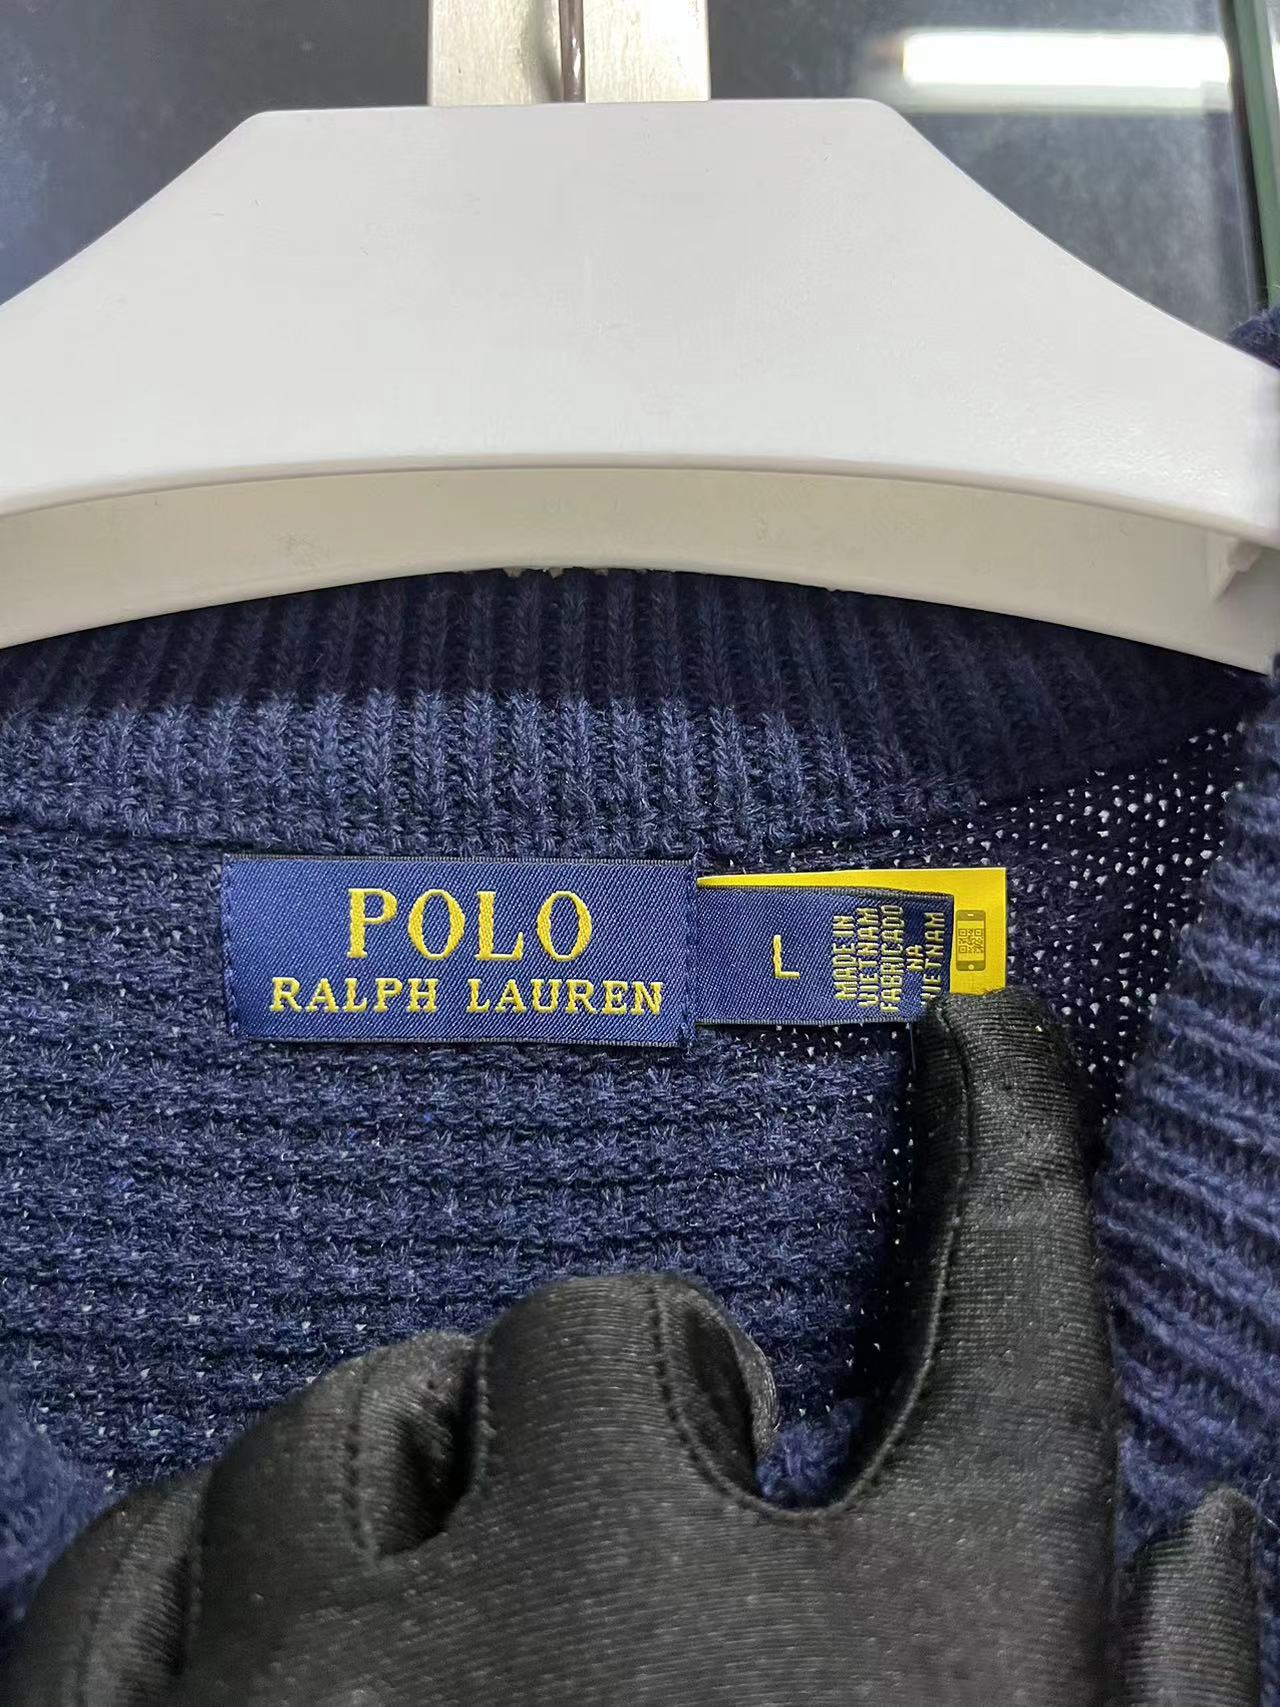 POLO
RALPH LAUREN
L
MADE IN
VIETNAM
FABRICADO
NA
VIETNAM